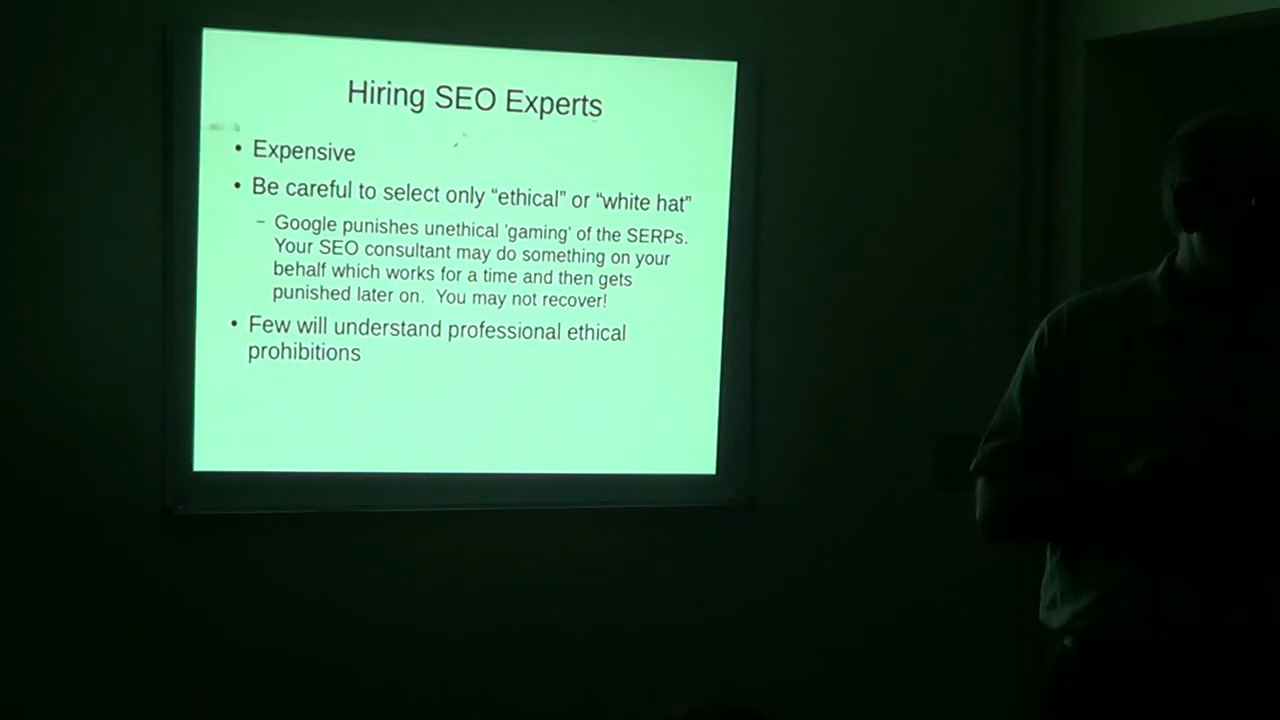 Hiring SEO Experts
• Expensive
• Be careful to select only “ethical” or “white hat”
– Google punishes unethical 'gaming' of the SERPs.
Your SEO consultant may do something on your
behalf which works for a time and then gets
punished later on.  You may not recover!
• Few will understand professional ethical
prohibitions